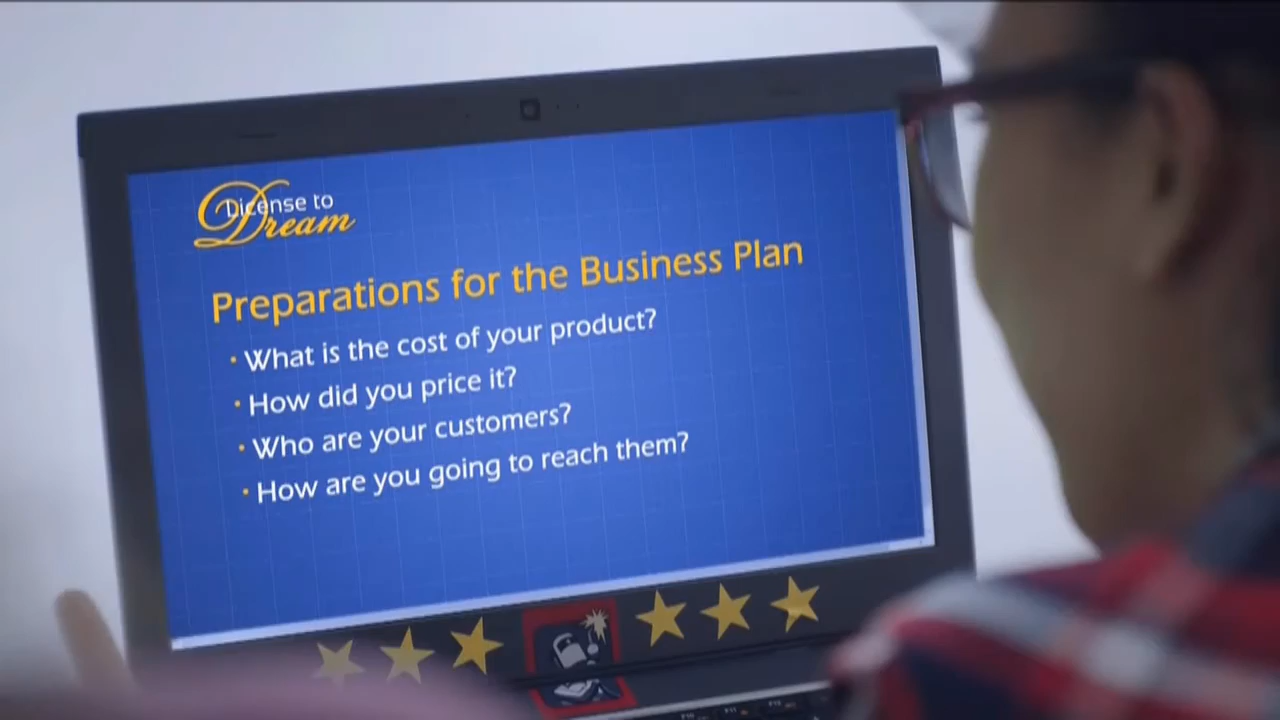 License to
Dream
Preparations for the Business Plan
· What is the cost of your product?
· How did you price it?
· Who are your customers?
· How are you going to reach them?